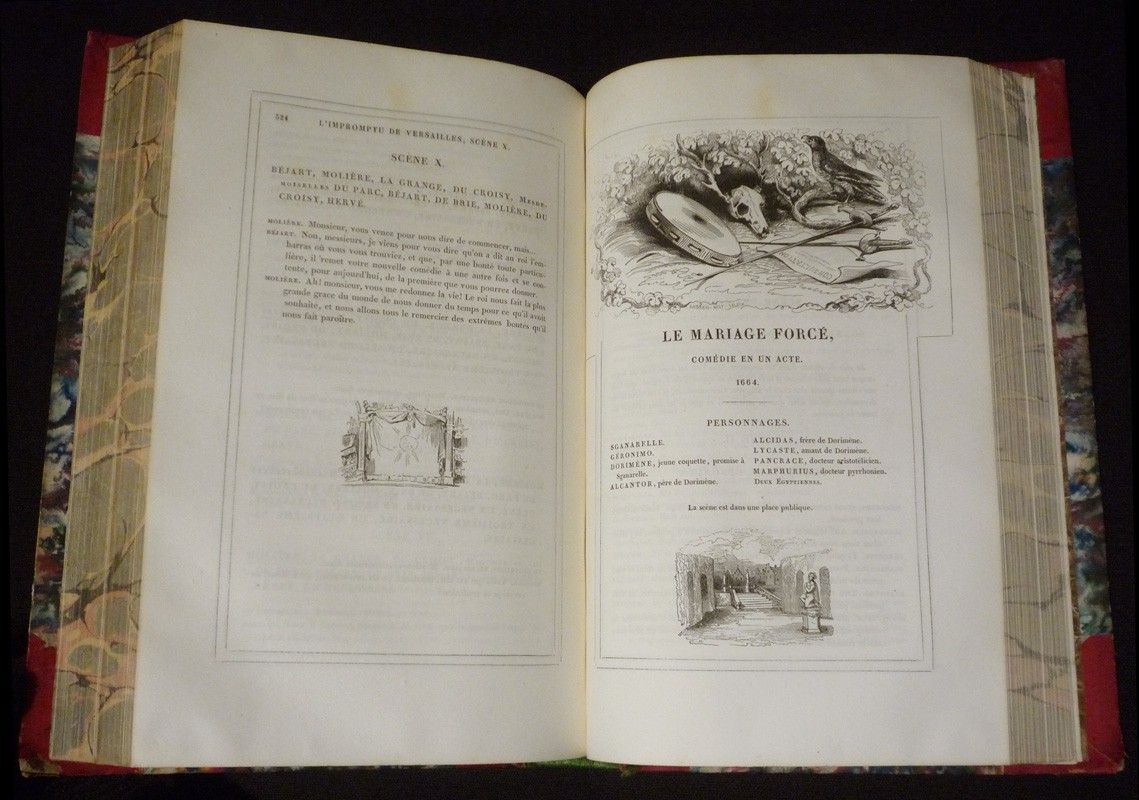 524
L'IMPROMPTU DE VERSAILLES, SCÈNE X.
SCÈNE X.
BÉJART, MOLIÈRE, LA GRANGE, DU CROISY, MESDE-
MOISELLES DU PARC, BÉJART, DE BRIE, MOLIÈRE, DU
CROISY, HERVÉ.
MOLIÈRE. Monsieur, vous venez pour nous dire de commencer, mais...
BÉJART. Non, messieurs, je viens pour vous dire qu'on a dit au roi l'em-
barras où vous vous trouviez, et que, par une bonté toute particu-
lière, il remet votre nouvelle comédie à une autre fois et se con-
tente, pour aujourd'hui, de la première que vous pourrez donner.
MOLIÈRE. Ah! monsieur, vous me redonnez la vie! Le roi nous fait la plus
grande grace du monde de nous donner du temps pour ce qu'il avoit
souhaité, et nous allons tous le remercier des extrêmes bontés qu'il
nous fait paroître.
LE MARIAGE FORCÉ,
COMÉDIE EN UN ACTE.
1664.
PERSONNAGES.
SGANARELLE.
GÉRONIMO.
DORIMÈNE, jeune coquette, promise à
Sganarelle.
ALCANTOR, père de Dorimène.
ALCIDAS, frère de Dorimène.
LYCASTE, amant de Dorimène.
PANCRACE, docteur aristotélicien.
MARPHURIUS, docteur pyrrhonien.
DEUX ÉGYPTIENNES.
La scène est dans une place publique.